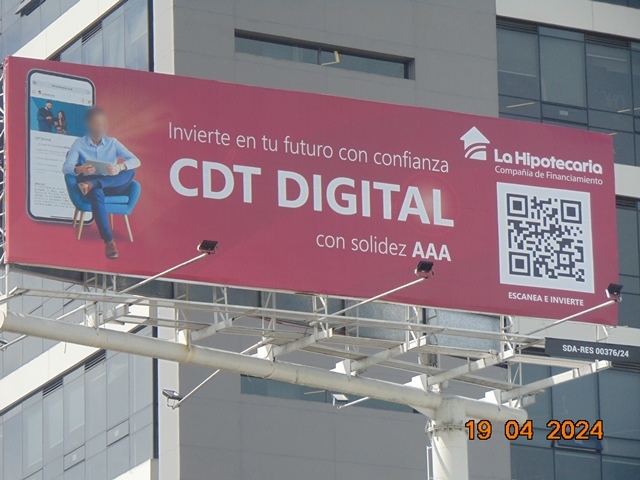 Invierte en tu futuro con confianza
CDT DIGITAL
con solidez AAA
La Hipotecaria
Compañía de Financiamiento
ESCANEA E INVIERTE
SDA-RES 00376/24
19 04 2024